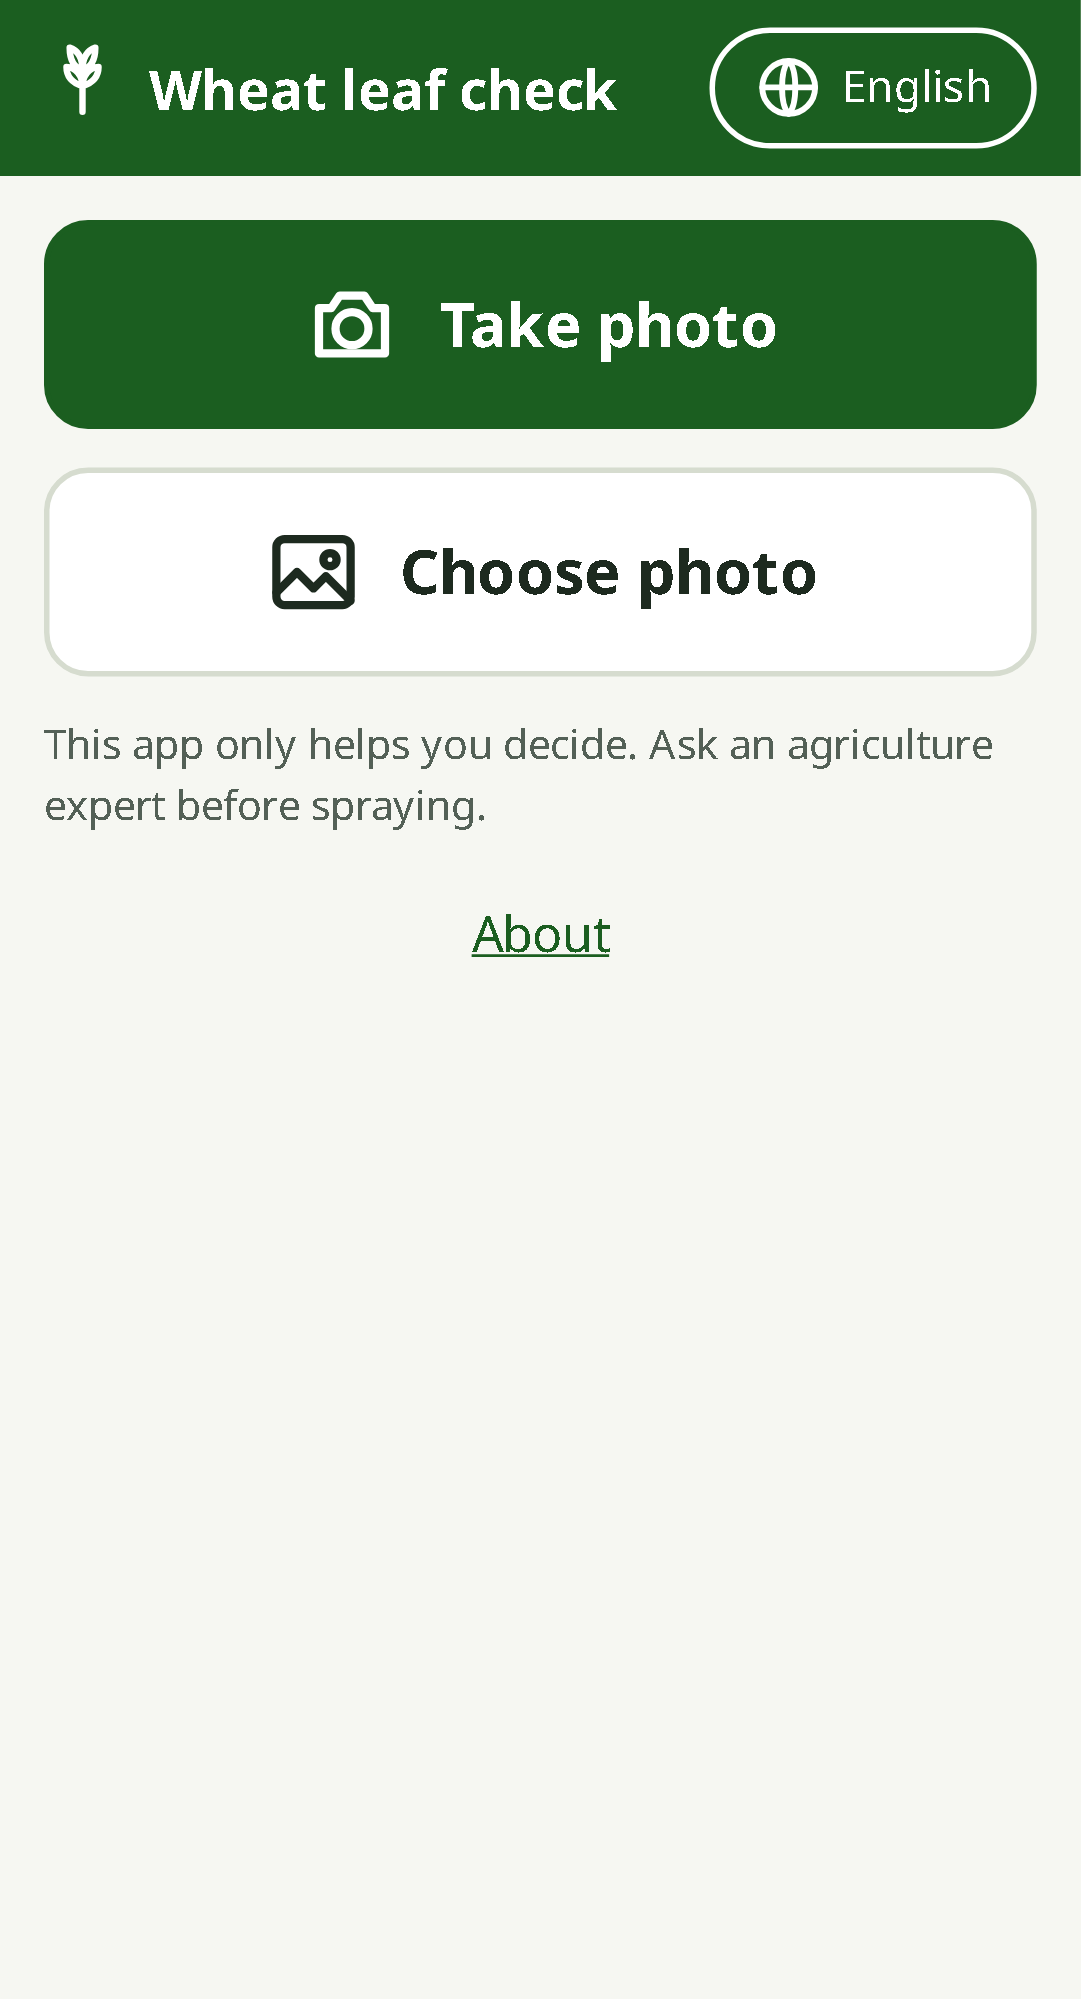 Wheat leaf check
English
Take photo
Choose photo
This app only helps you decide. Ask an agriculture
expert before spraying.
About